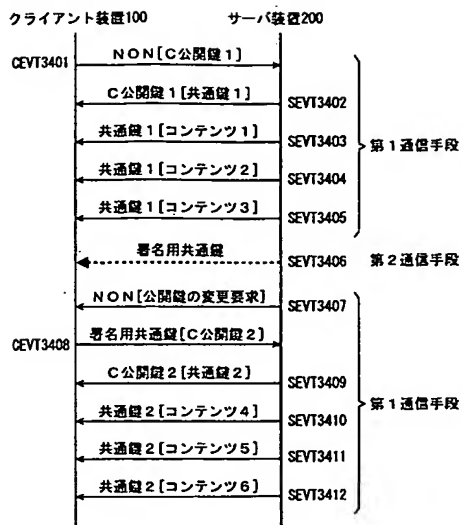 クライアント装置100 サーバ装置200
CEVT3401 NON[C公開鍵1]
C公開鍵1[共通鍵1] SEVT3402
共通鍵1[コンテンツ1] SEVT3403
第1通信手段
共通鍵1[コンテンツ2] SEVT3404
共通鍵1[コンテンツ3] SEVT3405
署名用共通鍵 SEVT3406 第2通信手段
NON[公開鍵の変更要求] SEVT3407
CEVT3408 署名用共通鍵[C公開鍵2]
C公開鍵2[共通鍵2] SEVT3409
第1通信手段
共通鍵2[コンテンツ4] SEVT3410
共通鍵2[コンテンツ5] SEVT3411
共通鍵2[コンテンツ6] SEVT3412